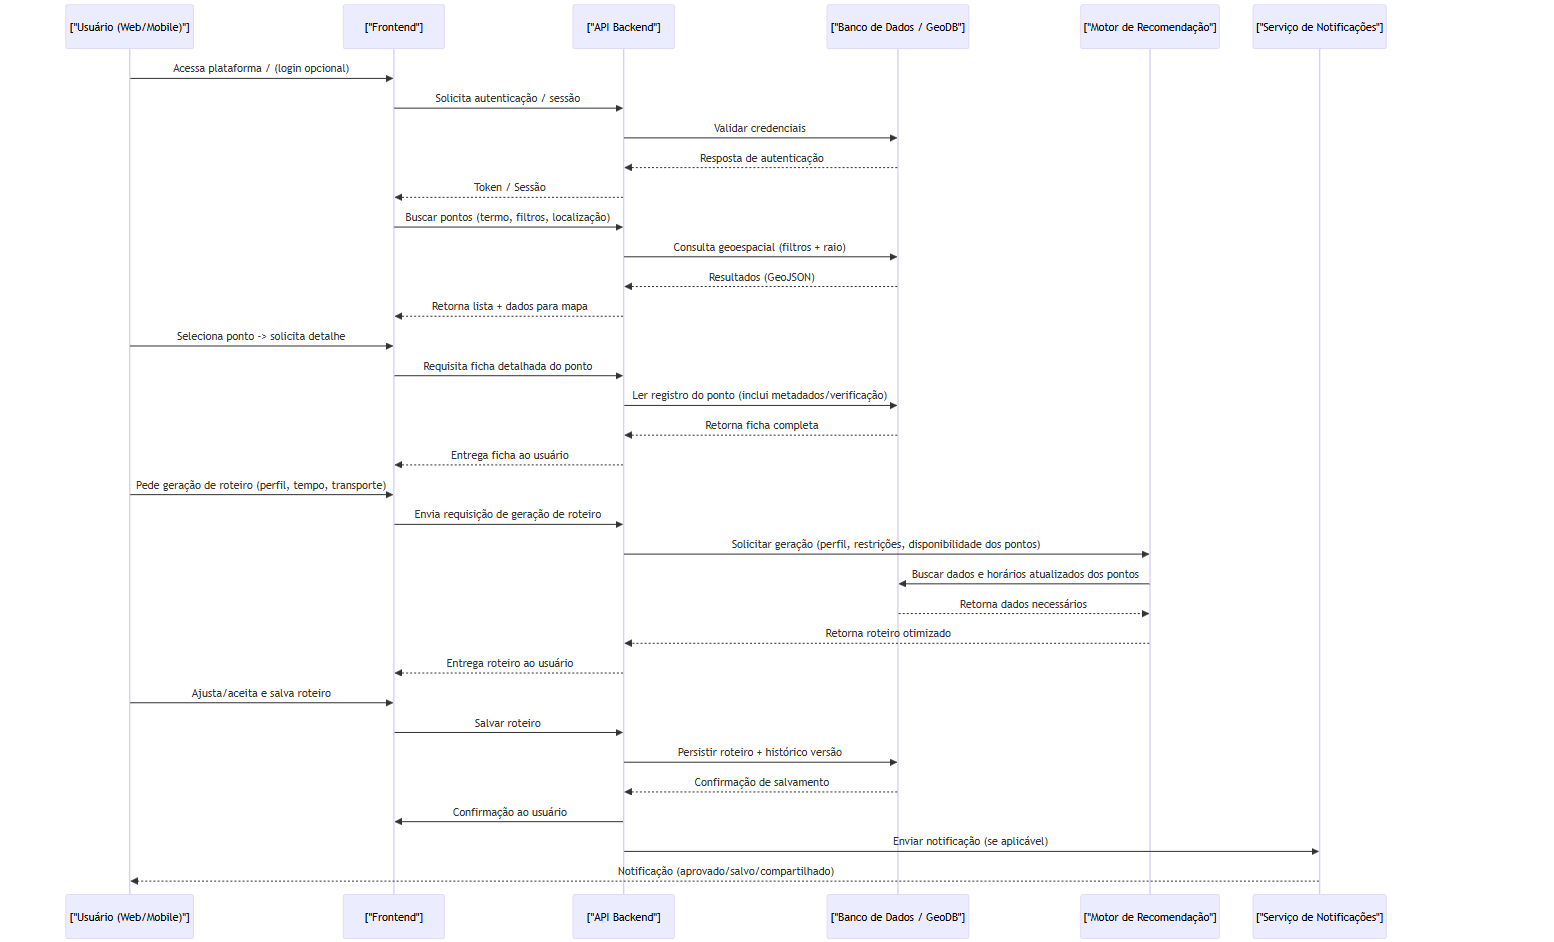 ["Usuário (Web/Mobile)"]
["Frontend"]
["API Backend"]
["Banco de Dados / GeoDB"]
["Motor de Recomendação"]
["Serviço de Notificações"]
Acessa plataforma / (login opcional)
Solicita autenticação / sessão
Validar credenciais
Resposta de autenticação
Token / Sessão
Buscar pontos (termo, filtros, localização)
Consulta geoespacial (filtros + raio)
Resultados (GeoJSON)
Retorna lista + dados para mapa
Seleciona ponto -> solicita detalhe
Requisita ficha detalhada do ponto
Ler registro do ponto (inclui metadados/verificação)
Retorna ficha completa
Entrega ficha ao usuário
Pede geração de roteiro (perfil, tempo, transporte)
Envia requisição de geração de roteiro
Solicitar geração (perfil, restrições, disponibilidade dos pontos)
Buscar dados e horários atualizados dos pontos
Retorna dados necessários
Retorna roteiro otimizado
Entrega roteiro ao usuário
Ajusta/aceita e salva roteiro
Salvar roteiro
Persistir roteiro + histórico versão
Confirmação de salvamento
Confirmação ao usuário
Enviar notificação (se aplicável)
Notificação (aprovado/salvo/compartilhado)
["Usuário (Web/Mobile)"]
["Frontend"]
["API Backend"]
["Banco de Dados / GeoDB"]
["Motor de Recomendação"]
["Serviço de Notificações"]